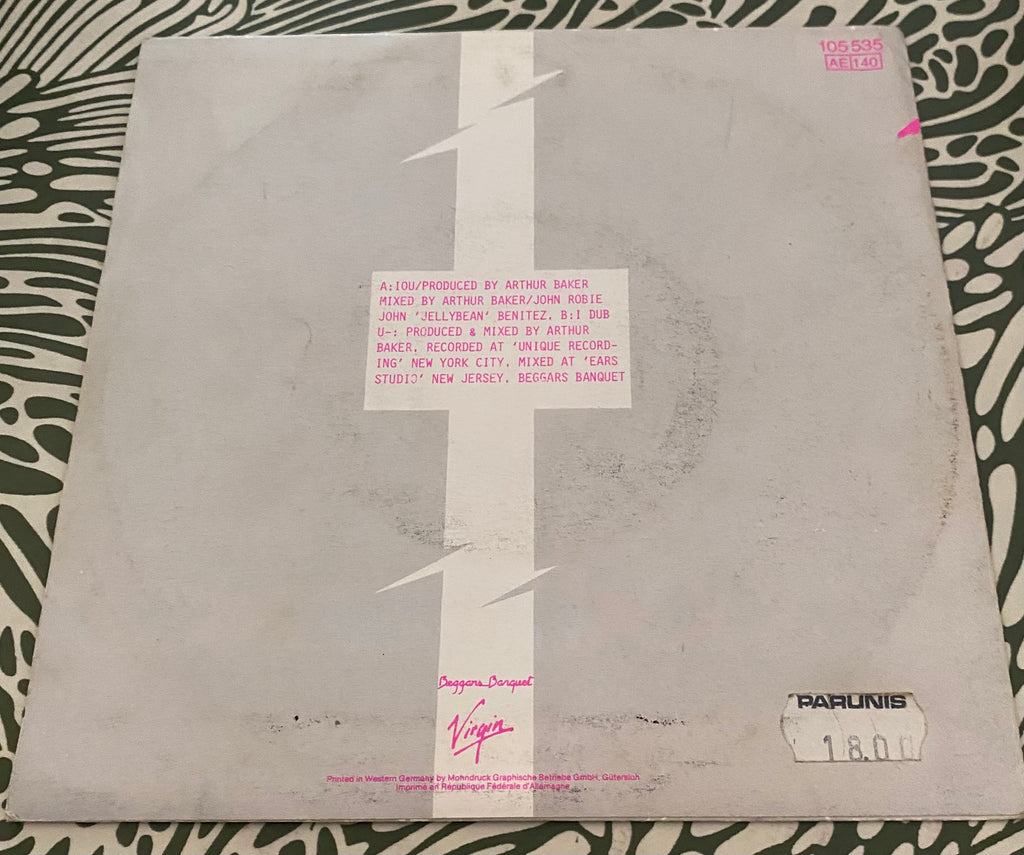 105 535
AE 140
A:IOU/PRODUCED BY ARTHUR BAKER
MIXED BY ARTHUR BAKER/JOHN ROBIE
JOHN 'JELLYBEAN' BENITEZ. B:I DUB
U-: PRODUCED & MIXED BY ARTHUR
BAKER. RECORDED AT 'UNIQUE RECORD-
ING' NEW YORK CITY. MIXED AT 'EARS
STUDIO' NEW JERSEY. BEGGARS BANQUET
Beggars Banquet
Virgin
PARUNIS
18.00
Printed in Western Germany by Mohndruck Graphische Betriebe GmbH, Gütersloh
Imprimé en République Fédérale d'Allemagne